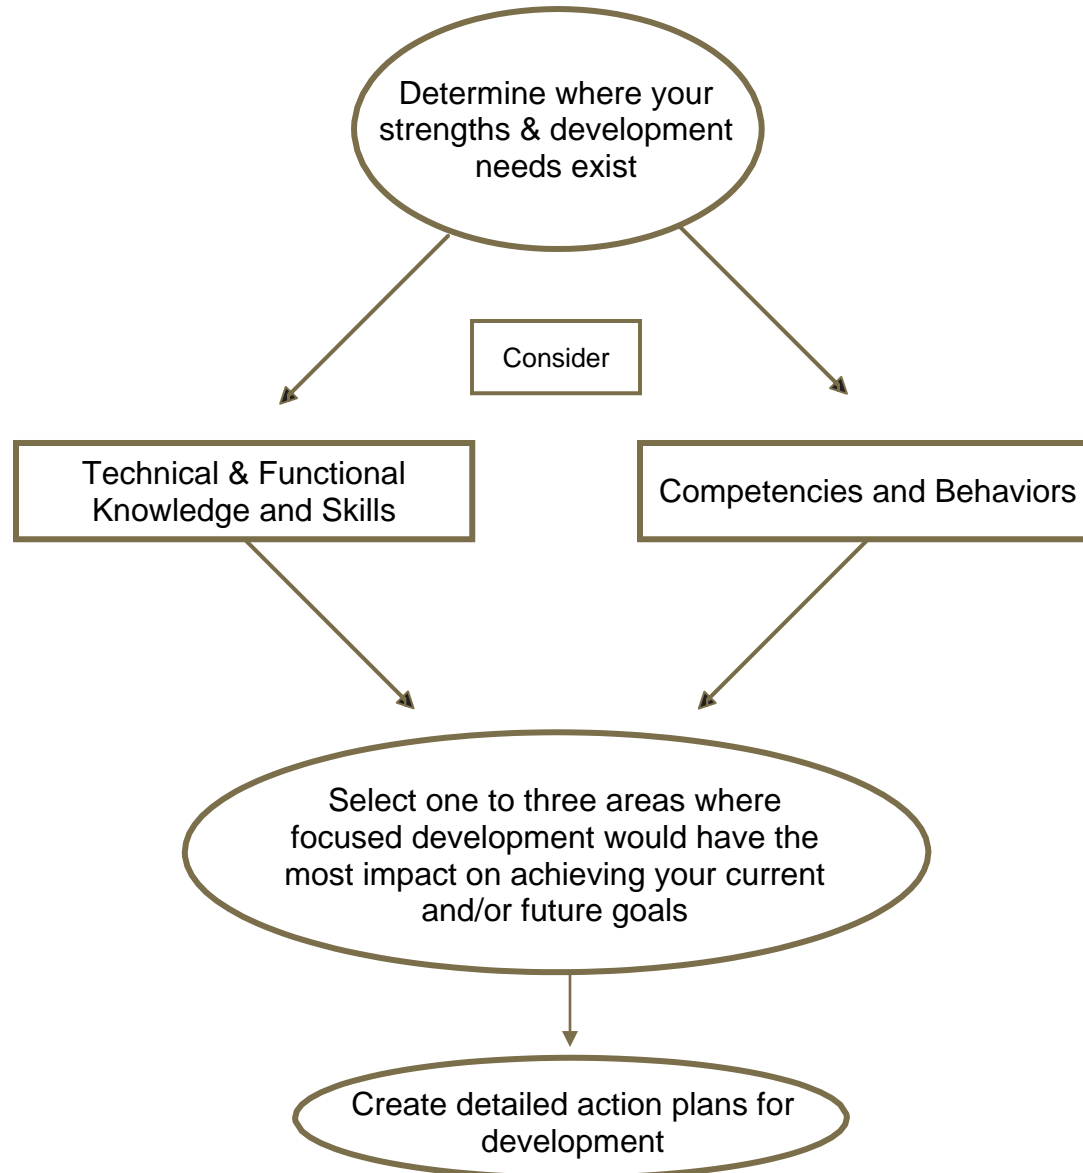 Determine where your
strengths & development
needs exist
Consider
Technical & Functional
Knowledge and Skills
Competencies and Behaviors
Select one to three areas where
focused development would have the
most impact on achieving your current
and/or future goals
Create detailed action plans for
development